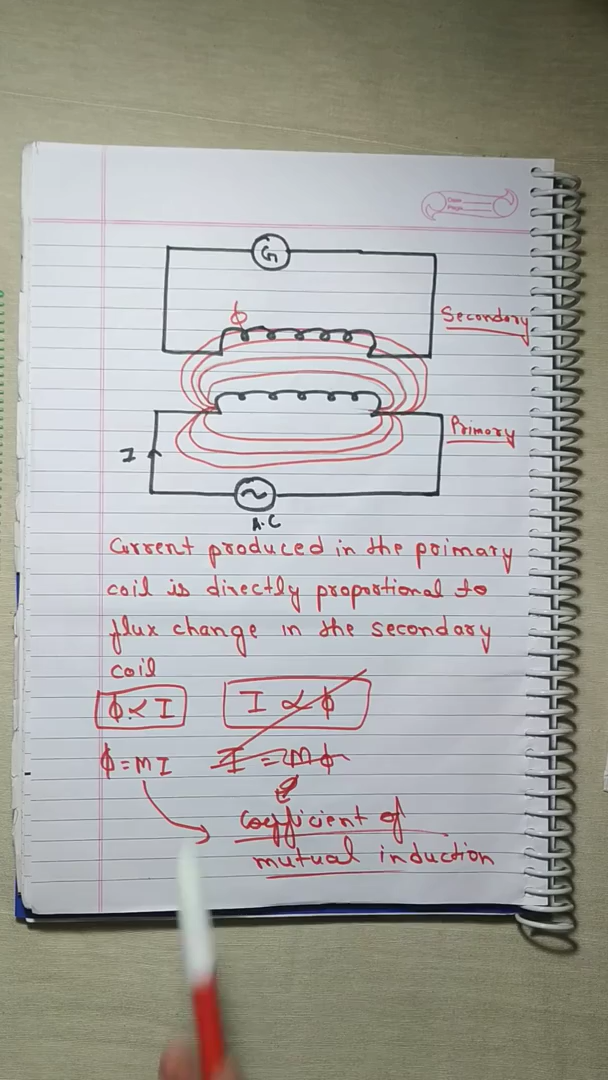 G
ϕ
Secondary
Primary
I
A.C
Current produced in the primary
coil is directly proportional to
flux change in the secondary
coil
ϕ ∝ I I ∝ ϕ
ϕ = MI I = Mϕ
Coefficient of
mutual induction